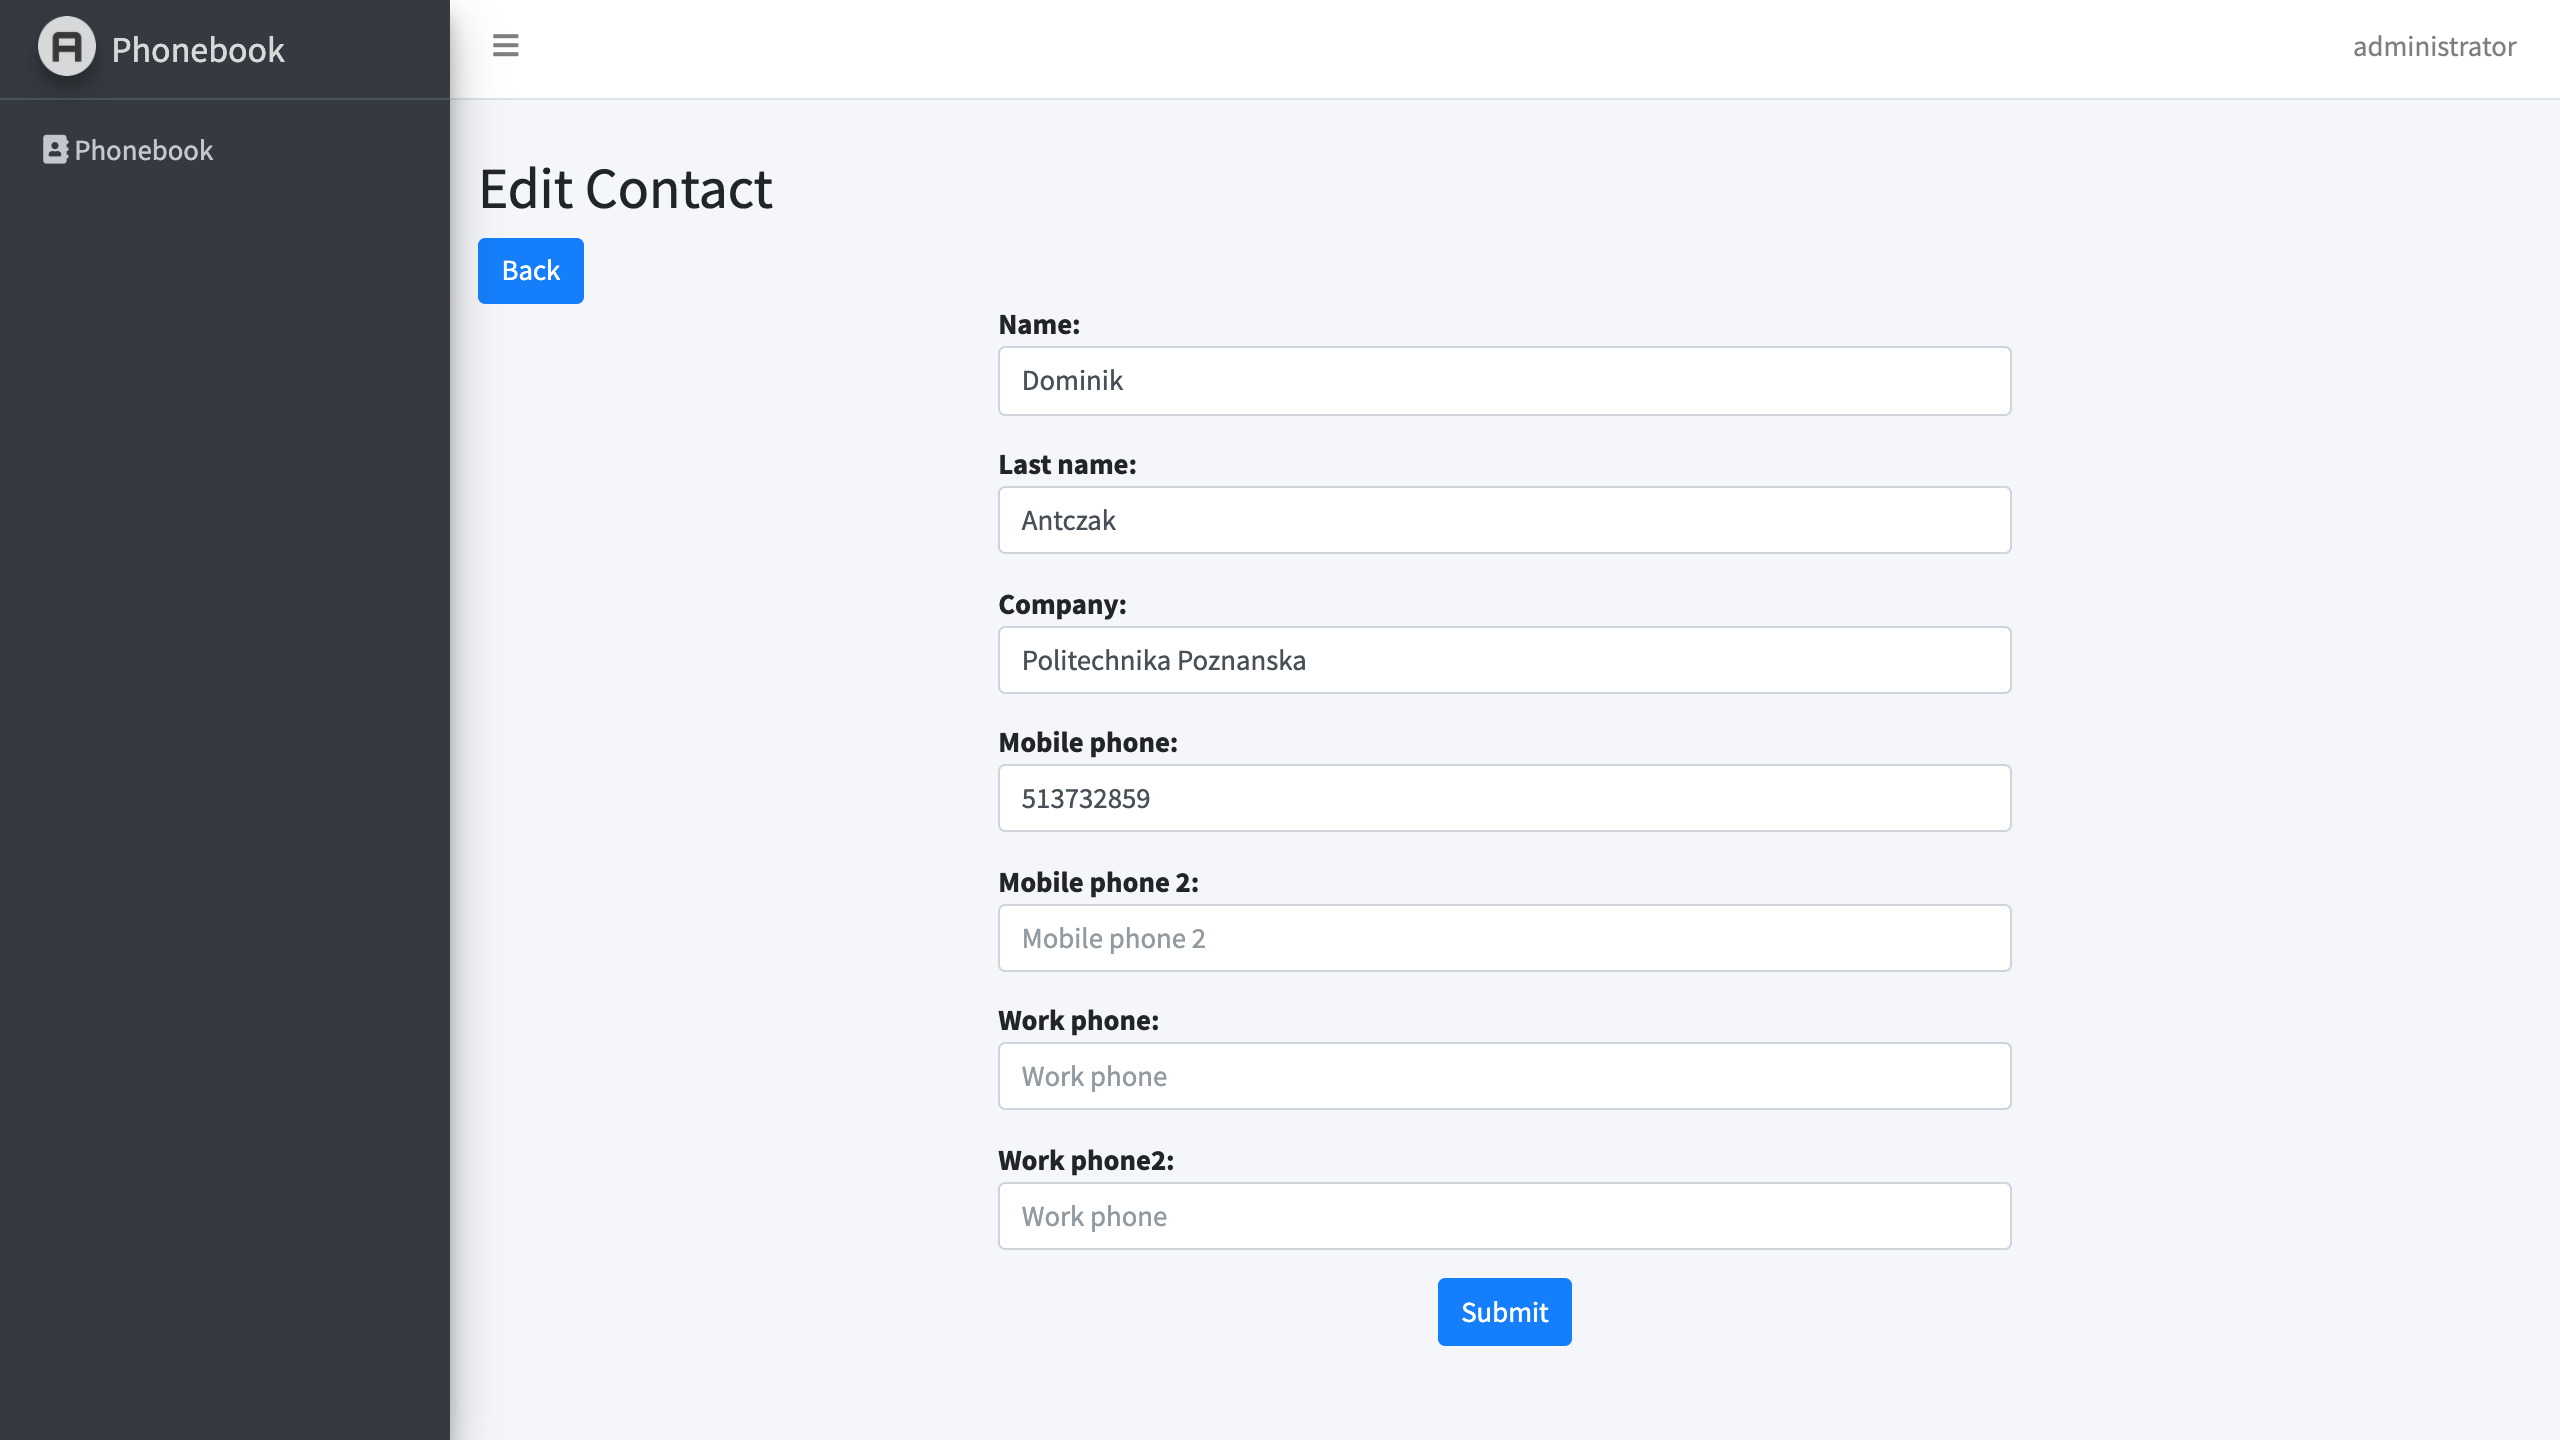 Phonebook
administrator
Phonebook
Edit Contact
Back
Name:
Dominik
Last name:
Antczak
Company:
Politechnika Poznanska
Mobile phone:
513732859
Mobile phone 2:
Mobile phone 2
Work phone:
Work phone
Work phone2:
Work phone
Submit